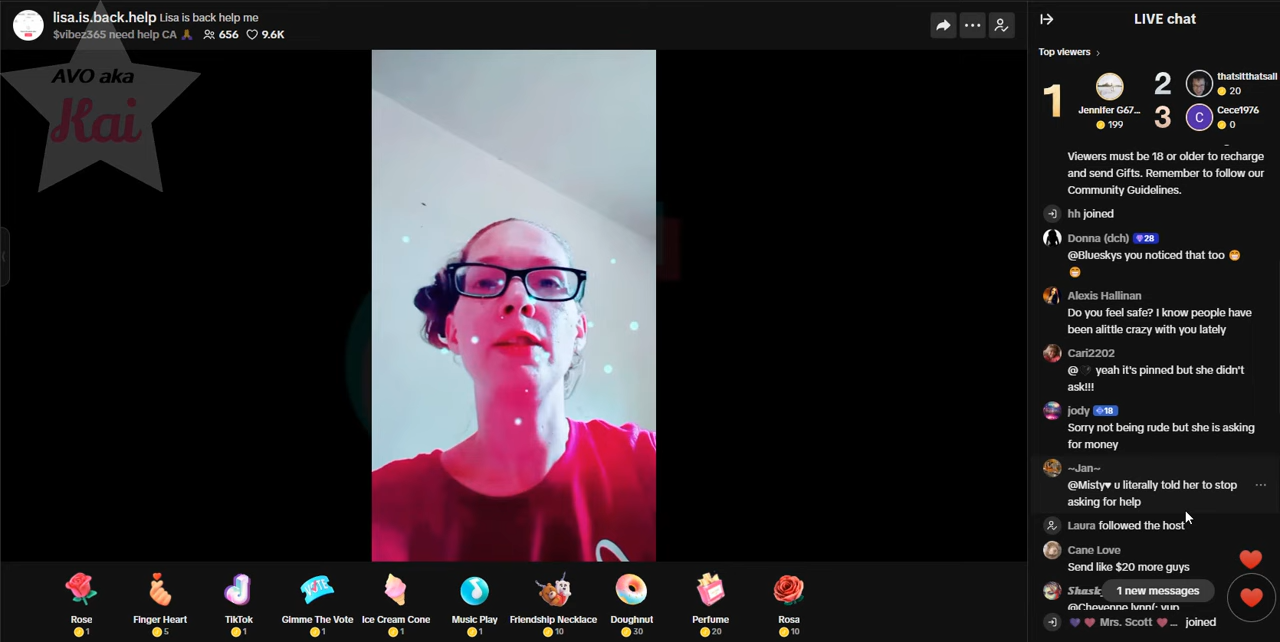 lisa.is.back.help Lisa is back help me
$vibez365 need help CA 🙏 656 9.6K
AVO aka
Kai
Rose
1
Finger Heart
5
TikTok
1
Gimme The Vote
1
Ice Cream Cone
1
Music Play
1
Friendship Necklace
10
Doughnut
30
Perfume
20
Rosa
10
LIVE chat
Top viewers
1
Jennifer G67...
199
2
thatsitthatsall
20
3
C
Cece1976
0
Viewers must be 18 or older to recharge
and send Gifts. Remember to follow our
Community Guidelines.
hh joined
Donna (dch) 28
@Blueskys you noticed that too 😁
😁
Alexis Hallinan
Do you feel safe? I know people have
been alittle crazy with you lately
Cari2202
@🖤 yeah it's pinned but she didn't
ask!!!
jody 18
Sorry not being rude but she is asking
for money
~Jan~
@Misty♥ u literally told her to stop
asking for help
Laura followed the host
Cane Love
Send like $20 more guys
Shask
1 new messages
@Cheyenne lynn(: yup
💜 ❤ Mrs. Scott ❤ ... joined